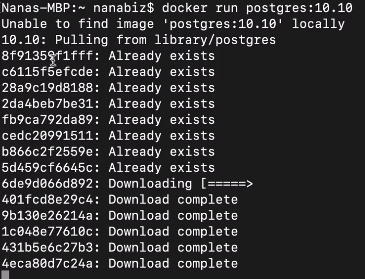 Nanas-MBP:~ nanabiz$ docker run postgres:10.10
Unable to find image 'postgres:10.10' locally
10.10: Pulling from library/postgres
8f91359f1fff: Already exists
c6115f5efcde: Already exists
28a9c19d8188: Already exists
2da4beb7be31: Already exists
fb9ca792da89: Already exists
cedc20991511: Already exists
b866c2f2559e: Already exists
5d459cf6645c: Already exists
6de9d066d892: Downloading [=====>
401fcd8e29c4: Download complete
9b130e26214a: Download complete
1c048e77610c: Download complete
431b5e6c27b3: Download complete
4eca80d7c24a: Download complete